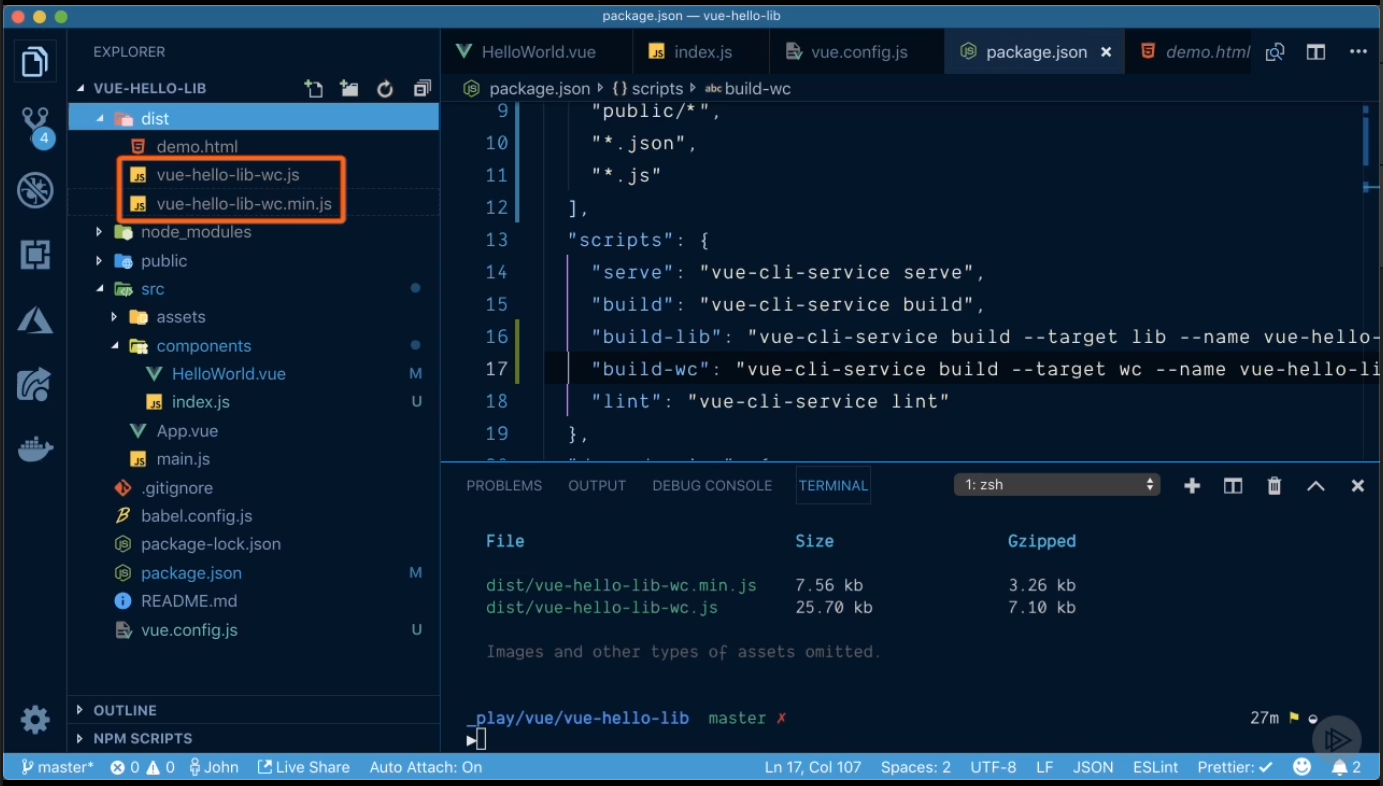 package.json — vue-hello-lib
EXPLORER
VUE-HELLO-LIB
dist
demo.html
vue-hello-lib-wc.js
vue-hello-lib-wc.min.js
node_modules
public
src
assets
components
HelloWorld.vue M
index.js U
App.vue
main.js
.gitignore
babel.config.js
package-lock.json
package.json M
README.md
vue.config.js U
OUTLINE
NPM SCRIPTS
4
HelloWorld.vue index.js vue.config.js package.json × demo.html
package.json {} scripts abc build-wc
9 "public/*",
10 "*.json",
11 "*.js"
12 ],
13 "scripts": {
14 "serve": "vue-cli-service serve",
15 "build": "vue-cli-service build",
16 "build-lib": "vue-cli-service build --target lib --name vue-hello-
17 "build-wc": "vue-cli-service build --target wc --name vue-hello-li
18 "lint": "vue-cli-service lint"
19 },
PROBLEMS OUTPUT DEBUG CONSOLE TERMINAL 1: zsh
File Size Gzipped
dist/vue-hello-lib-wc.min.js 7.56 kb 3.26 kb
dist/vue-hello-lib-wc.js 25.70 kb 7.10 kb
Images and other types of assets omitted.
_play/vue/vue-hello-lib master ✗ 27m
master* 0 0 John Live Share Auto Attach: On Ln 17, Col 107 Spaces: 2 UTF-8 LF JSON ESLint Prettier: ✓ 2